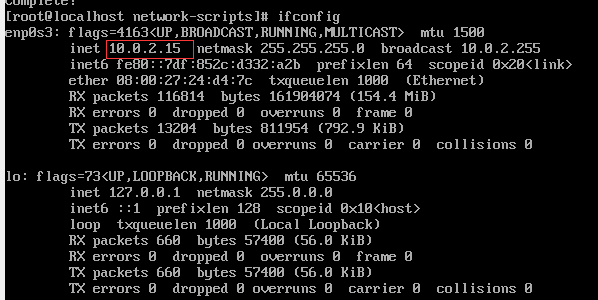 Complete!
[root@localhost network-scripts]# ifconfig
enp0s3: flags=4163<UP,BROADCAST,RUNNING,MULTICAST>  mtu 1500
        inet 10.0.2.15  netmask 255.255.255.0  broadcast 10.0.2.255
        inet6 fe80::7df:852c:d332:a2b  prefixlen 64  scopeid 0x20<link>
        ether 08:00:27:24:d4:7c  txqueuelen 1000  (Ethernet)
        RX packets 116814  bytes 161904074 (154.4 MiB)
        RX errors 0  dropped 0  overruns 0  frame 0
        TX packets 13204  bytes 811954 (792.9 KiB)
        TX errors 0  dropped 0 overruns 0  carrier 0  collisions 0

lo: flags=73<UP,LOOPBACK,RUNNING>  mtu 65536
        inet 127.0.0.1  netmask 255.0.0.0
        inet6 ::1  prefixlen 128  scopeid 0x10<host>
        loop  txqueuelen 1000  (Local Loopback)
        RX packets 660  bytes 57400 (56.0 KiB)
        RX errors 0  dropped 0  overruns 0  frame 0
        TX packets 660  bytes 57400 (56.0 KiB)
        TX errors 0  dropped 0 overruns 0  carrier 0  collisions 0